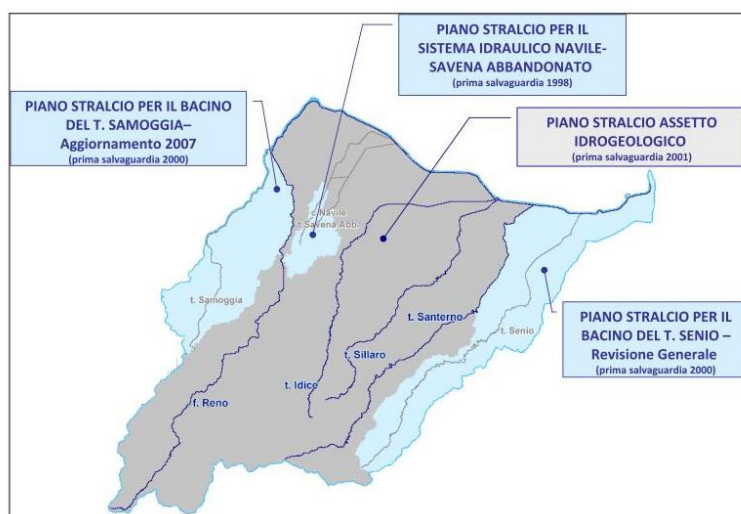 PIANO STRALCIO PER IL
SISTEMA IDRAULICO NAVILE-
SAVENA ABBANDONATO
(prima salvaguardia 1998)
PIANO STRALCIO PER IL BACINO
DEL T. SAMOGGIA–
Aggiornamento 2007
(prima salvaguardia 2000)
PIANO STRALCIO ASSETTO
IDROGEOLOGICO
(prima salvaguardia 2001)
c.Navile
t.Savena Abb.
t. Samoggia
t. Santerno
t. Senio
PIANO STRALCIO PER IL
BACINO DEL T. SENIO –
Revisione Generale
(prima salvaguardia 2000)
t. Sillaro
t. Idice
f. Reno